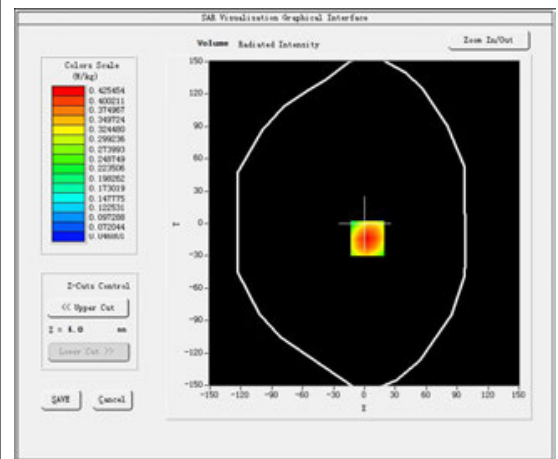 SAR Visualisation Graphical Interface
Volume Radiated Intensity
Zoom In/Out
Colors Scale
(W/kg)
0.425454
0.400211
0.374967
0.349724
0.324480
0.299236
0.273993
0.248749
0.223506
0.198262
0.173019
0.147775
0.122531
0.097288
0.072044
0.046801
Z-Cuts Control
<< Upper Cut
Z = 4.0 mm
Lower Cut >>
SAVE Cancel
150
120
90
60
30
0
-30
-60
-90
-120
-150
Y
-150 -120 -90 -60 -30 0 30 60 90 120 150
X